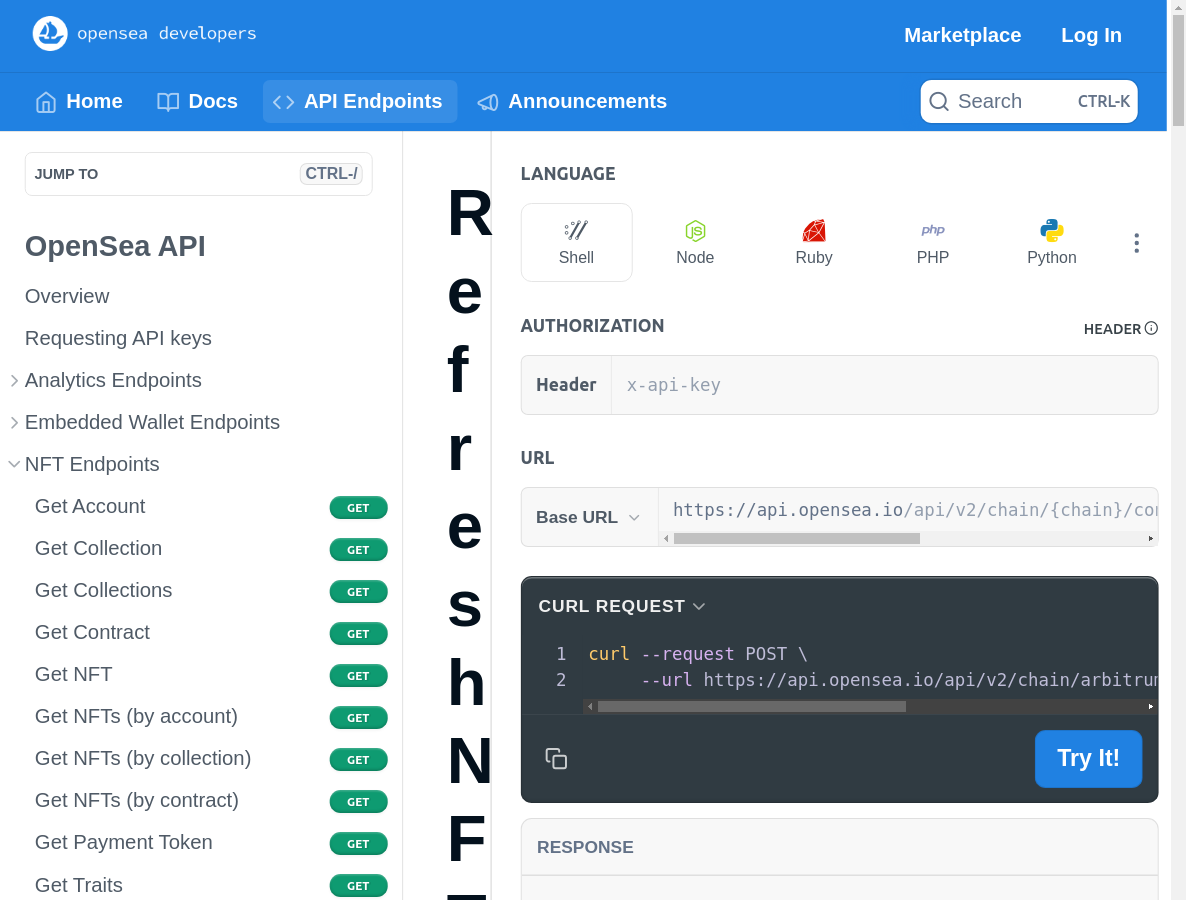 opensea developers
Marketplace
Log In
Home
Docs
API Endpoints
Announcements
Search
CTRL-K
JUMP TO
CTRL-/
OpenSea API
Overview
Requesting API keys
Analytics Endpoints
Embedded Wallet Endpoints
NFT Endpoints
Get Account GET
Get Collection GET
Get Collections GET
Get Contract GET
Get NFT GET
Get NFTs (by account) GET
Get NFTs (by collection) GET
Get NFTs (by contract) GET
Get Payment Token GET
Get Traits GET
R
e
f
r
e
s
h
N
F
LANGUAGE
Shell
Node
Ruby
php
PHP
Python
AUTHORIZATION
HEADER
Header
x-api-key
URL
Base URL
https://api.opensea.io/api/v2/chain/{chain}/co
CURL REQUEST
1 curl --request POST \
2 --url https://api.opensea.io/api/v2/chain/arbitru
Try It!
RESPONSE